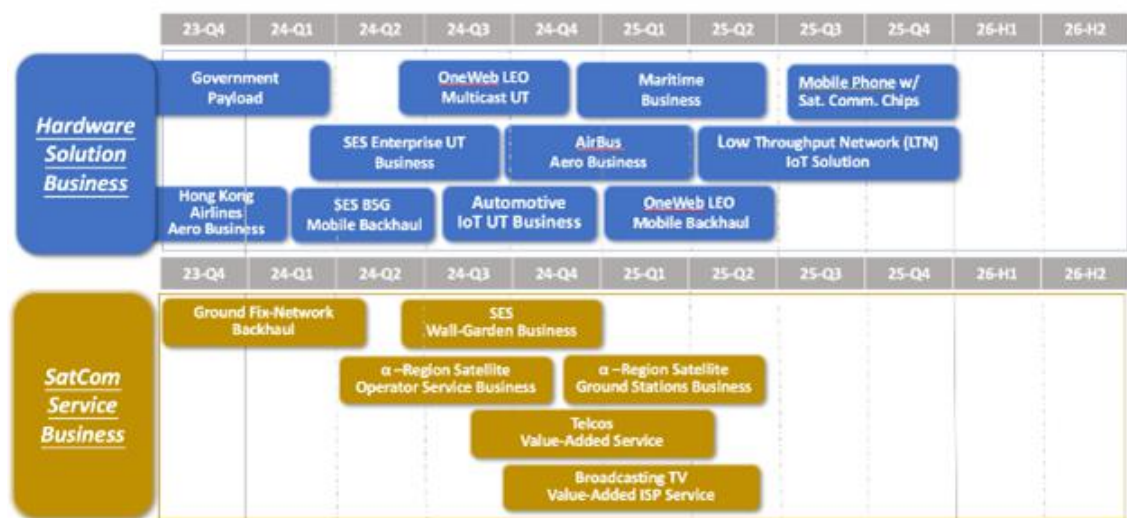 23-Q4 24-Q1 24-Q2 24-Q3 24-Q4 25-Q1 25-Q2 25-Q3 25-Q4 26-H1 26-H2
Hardware
Solution
Business
Government
Payload
OneWeb LEO
Multicast UT
Maritime
Business
Mobile Phone w/
Sat. Comm. Chips
SES Enterprise UT
Business
AirBus
Aero Business
Low Throughput Network (LTN)
IoT Solution
Hong Kong
Airlines
Aero Business
SES BSG
Mobile Backhaul
Automotive
IoT UT Business
OneWeb LEO
Mobile Backhaul
23-Q4 24-Q1 24-Q2 24-Q3 24-Q4 25-Q1 25-Q2 25-Q3 25-Q4 26-H1 26-H2
SatCom
Service
Business
Ground Fix-Network
Backhaul
SES
Wall-Garden Business
α –Region Satellite
Operator Service Business
α –Region Satellite
Ground Stations Business
Telcos
Value-Added Service
Broadcasting TV
Value-Added ISP Service